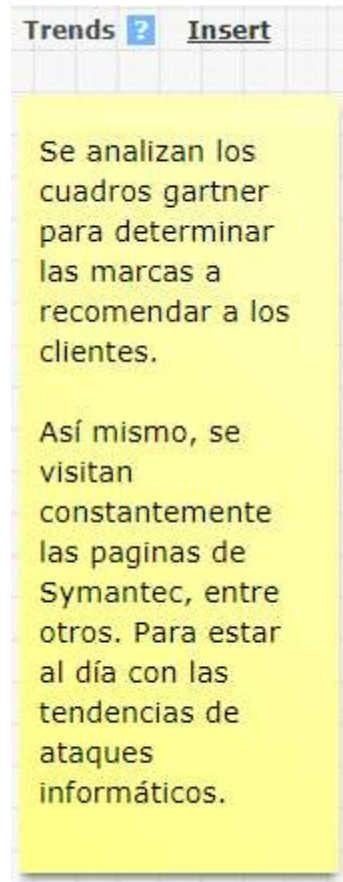 Trends ? Insert
Se analizan los
cuadros gartner
para determinar
las marcas a
recomendar a los
clientes.
Así mismo, se
visitan
constantemente
las paginas de
Symantec, entre
otros. Para estar
al día con las
tendencias de
ataques
informáticos.